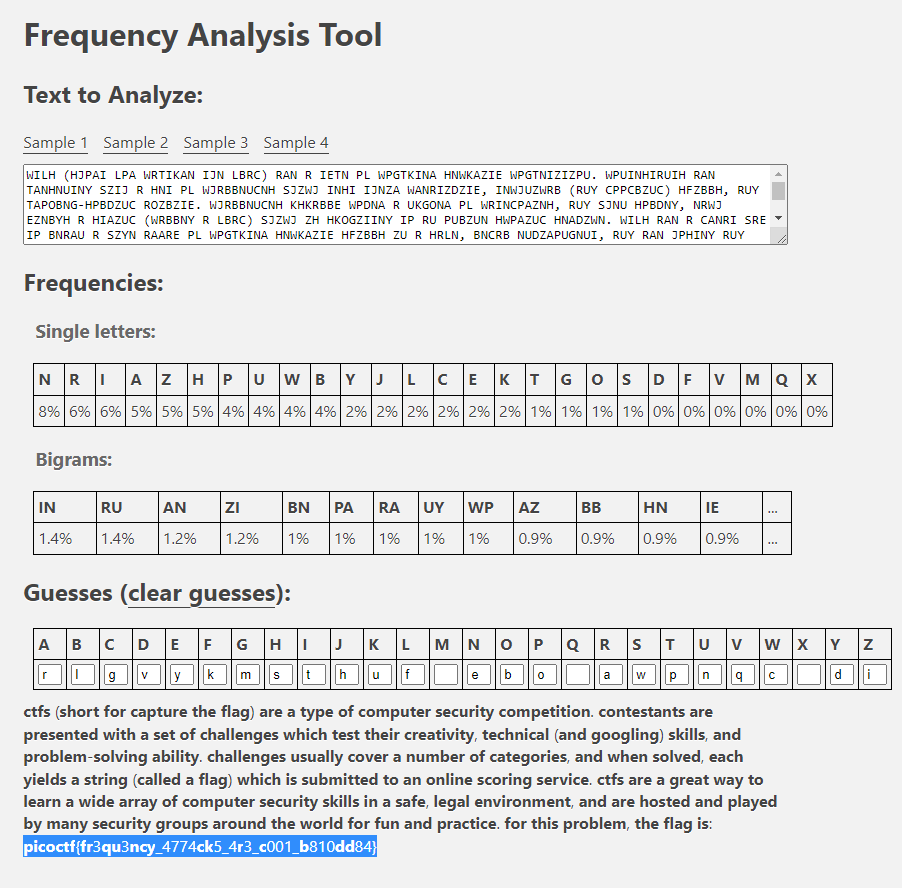 Frequency Analysis Tool
Text to Analyze:
Sample 1 Sample 2 Sample 3 Sample 4
WILH (HJPAI LPA WRTIKAN IJN LBRC) RAN R IETN PL WPGTKINA HNWKAZIE WPGTNIZIZPU. WPUINHIRUIH RAN
TANHNUINY SZIJ R HNI PL WJRBBNUCNH SJZWJ INHI IJNZA WANRIZDZIE, INWJUZWRB (RUY CPPCBZUC) HFZBBH, RUY
TAPOBNG-HPBDZUC ROZBZIE. WJRBBNUCNH KHKRBBE WPDNA R UKGONA PL WRINCPAZNH, RUY SJNU HPBDNY, NRWJ
EZNBYH R HIAZUC (WRBBNY R LBRC) SJZWJ ZH HKOGZIINY IP RU PUBZUN HWPAZUC HNADZWN. WILH RAN R CANRI SRE
IP BNRAU R SZYN RAARE PL WPGTKINA HNWKAZIE HFZBBH ZU R HRLN, BNCRB NUDZAPUGNUI, RUY RAN JPHINY RUY
Frequencies:
Single letters:
N R I A Z H P U W B Y J L C E K T G O S D F V M Q X
8% 6% 6% 5% 5% 5% 4% 4% 4% 4% 2% 2% 2% 2% 2% 2% 1% 1% 1% 1% 0% 0% 0% 0% 0% 0%
Bigrams:
IN RU AN ZI BN PA RA UY WP AZ BB HN IE ...
1.4% 1.4% 1.2% 1.2% 1% 1% 1% 1% 1% 0.9% 0.9% 0.9% 0.9% ...
Guesses (clear guesses):
A B C D E F G H I J K L M N O P Q R S T U V W X Y Z
r l g v y k m s t h u f e b o a w p n q c d i
ctfs (short for capture the flag) are a type of computer security competition. contestants are
presented with a set of challenges which test their creativity, technical (and googling) skills, and
problem-solving ability. challenges usually cover a number of categories, and when solved, each
yields a string (called a flag) which is submitted to an online scoring service. ctfs are a great way to
learn a wide array of computer security skills in a safe, legal environment, and are hosted and played
by many security groups around the world for fun and practice. for this problem, the flag is:
picoctf{fr3qu3ncy_4774ck5_4r3_c001_b810dd84}